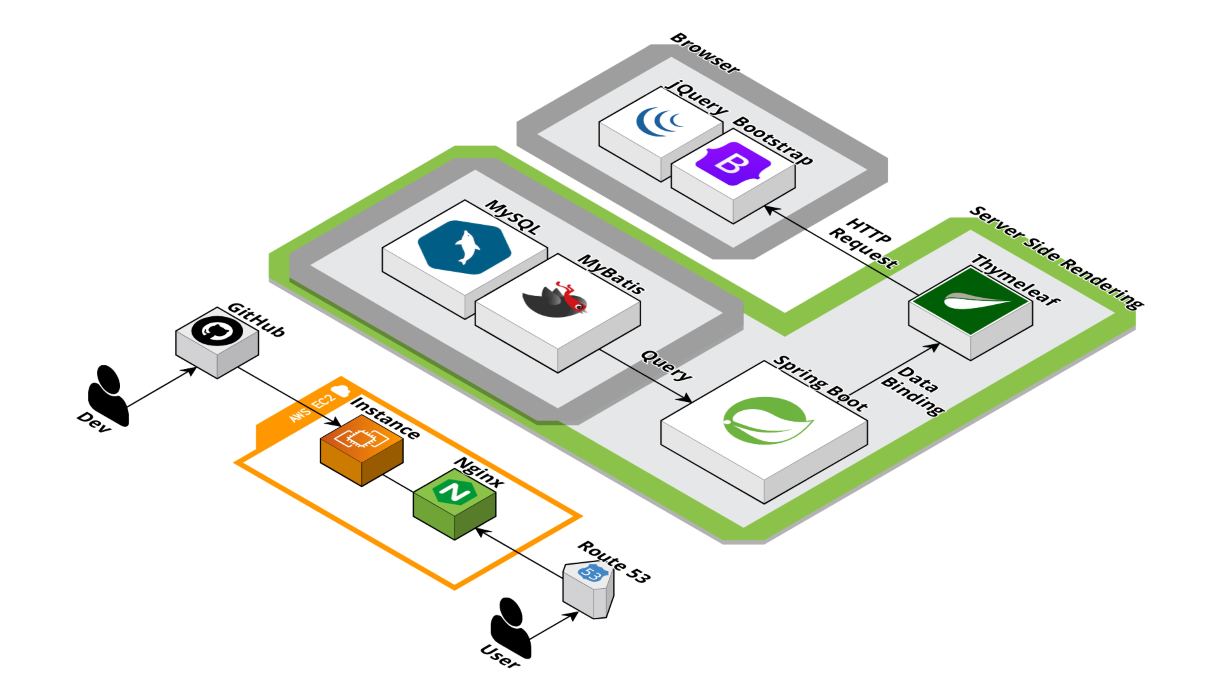 Browser
jQuery
Bootstrap
B
Server Side Rendering
HTTP
Request
Thymeleaf
MySQL
MyBatis
Query
Spring Boot
Data
Binding
GitHub
Dev
AWS EC2
Instance
Nginx
N
Route 53
53
User